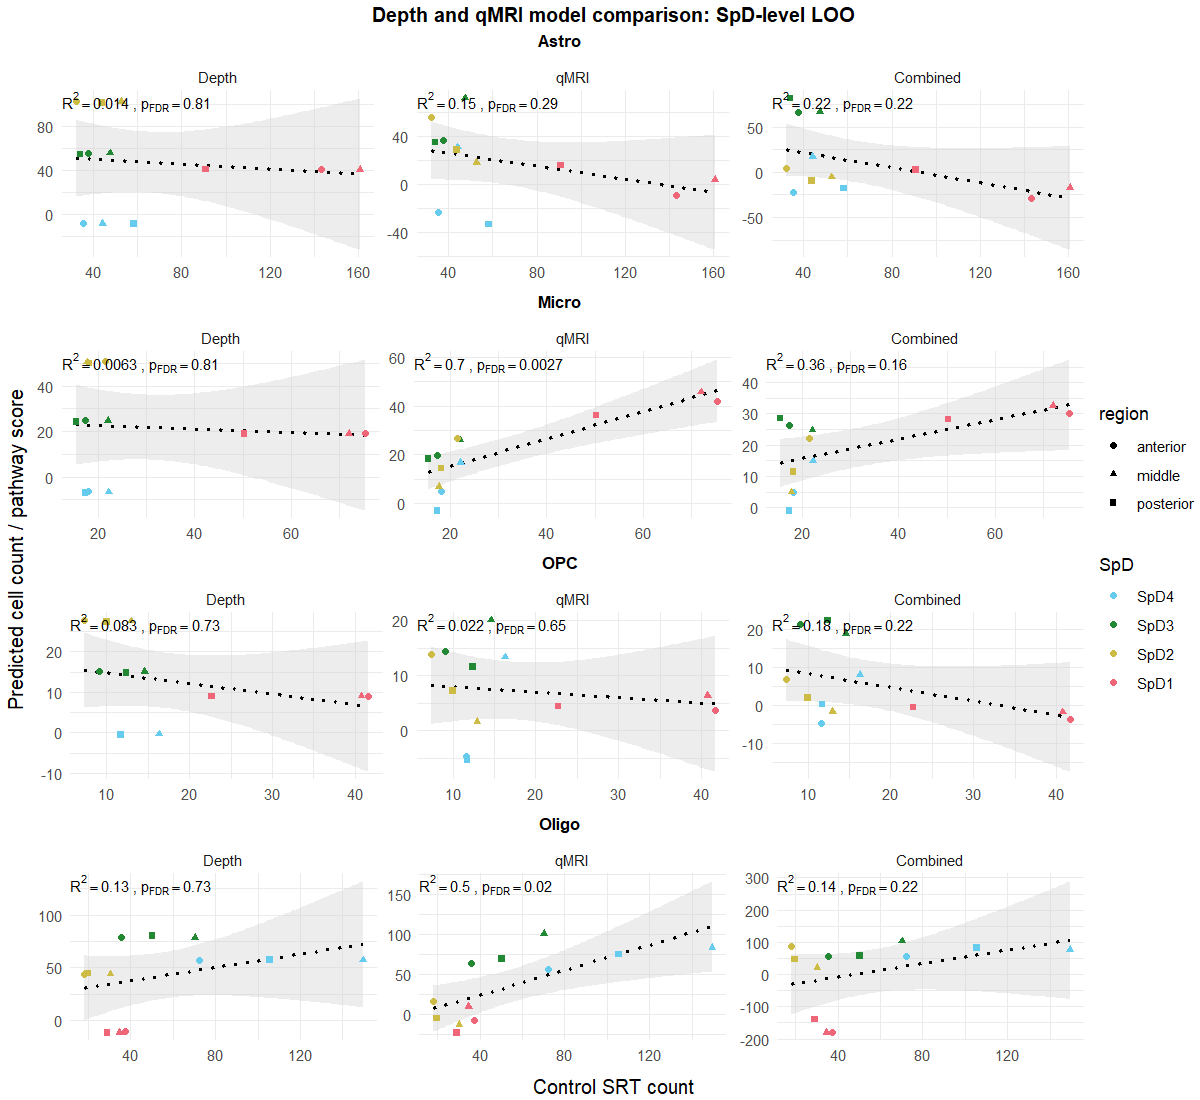 Depth and qMRI model comparison: SpD-level LOO
Astro
Depth
qMRI
Combined
R² = 0.014 , pFDR = 0.81
R² = 0.15 , pFDR = 0.29
R² = 0.22 , pFDR = 0.22
80
40
0
40
80
120
160
40
0
-40
40
80
120
160
50
0
-50
40
80
120
160
Micro
Depth
qMRI
Combined
R² = 0.0063 , pFDR = 0.81
R² = 0.7 , pFDR = 0.0027
R² = 0.36 , pFDR = 0.16
40
20
0
20
40
60
60
40
20
0
20
40
60
40
30
20
10
0
20
40
60
OPC
Depth
qMRI
Combined
R² = 0.083 , pFDR = 0.73
R² = 0.022 , pFDR = 0.65
R² = 0.18 , pFDR = 0.22
20
10
0
-10
10
20
30
40
20
10
0
10
20
30
40
20
10
0
-10
10
20
30
40
Oligo
Depth
qMRI
Combined
R² = 0.13 , pFDR = 0.73
R² = 0.5 , pFDR = 0.02
R² = 0.14 , pFDR = 0.22
100
50
0
40
80
120
150
100
50
0
40
80
120
300
200
100
0
-100
-200
40
80
120
Predicted cell count / pathway score
Control SRT count
region
anterior
middle
posterior
SpD
SpD4
SpD3
SpD2
SpD1